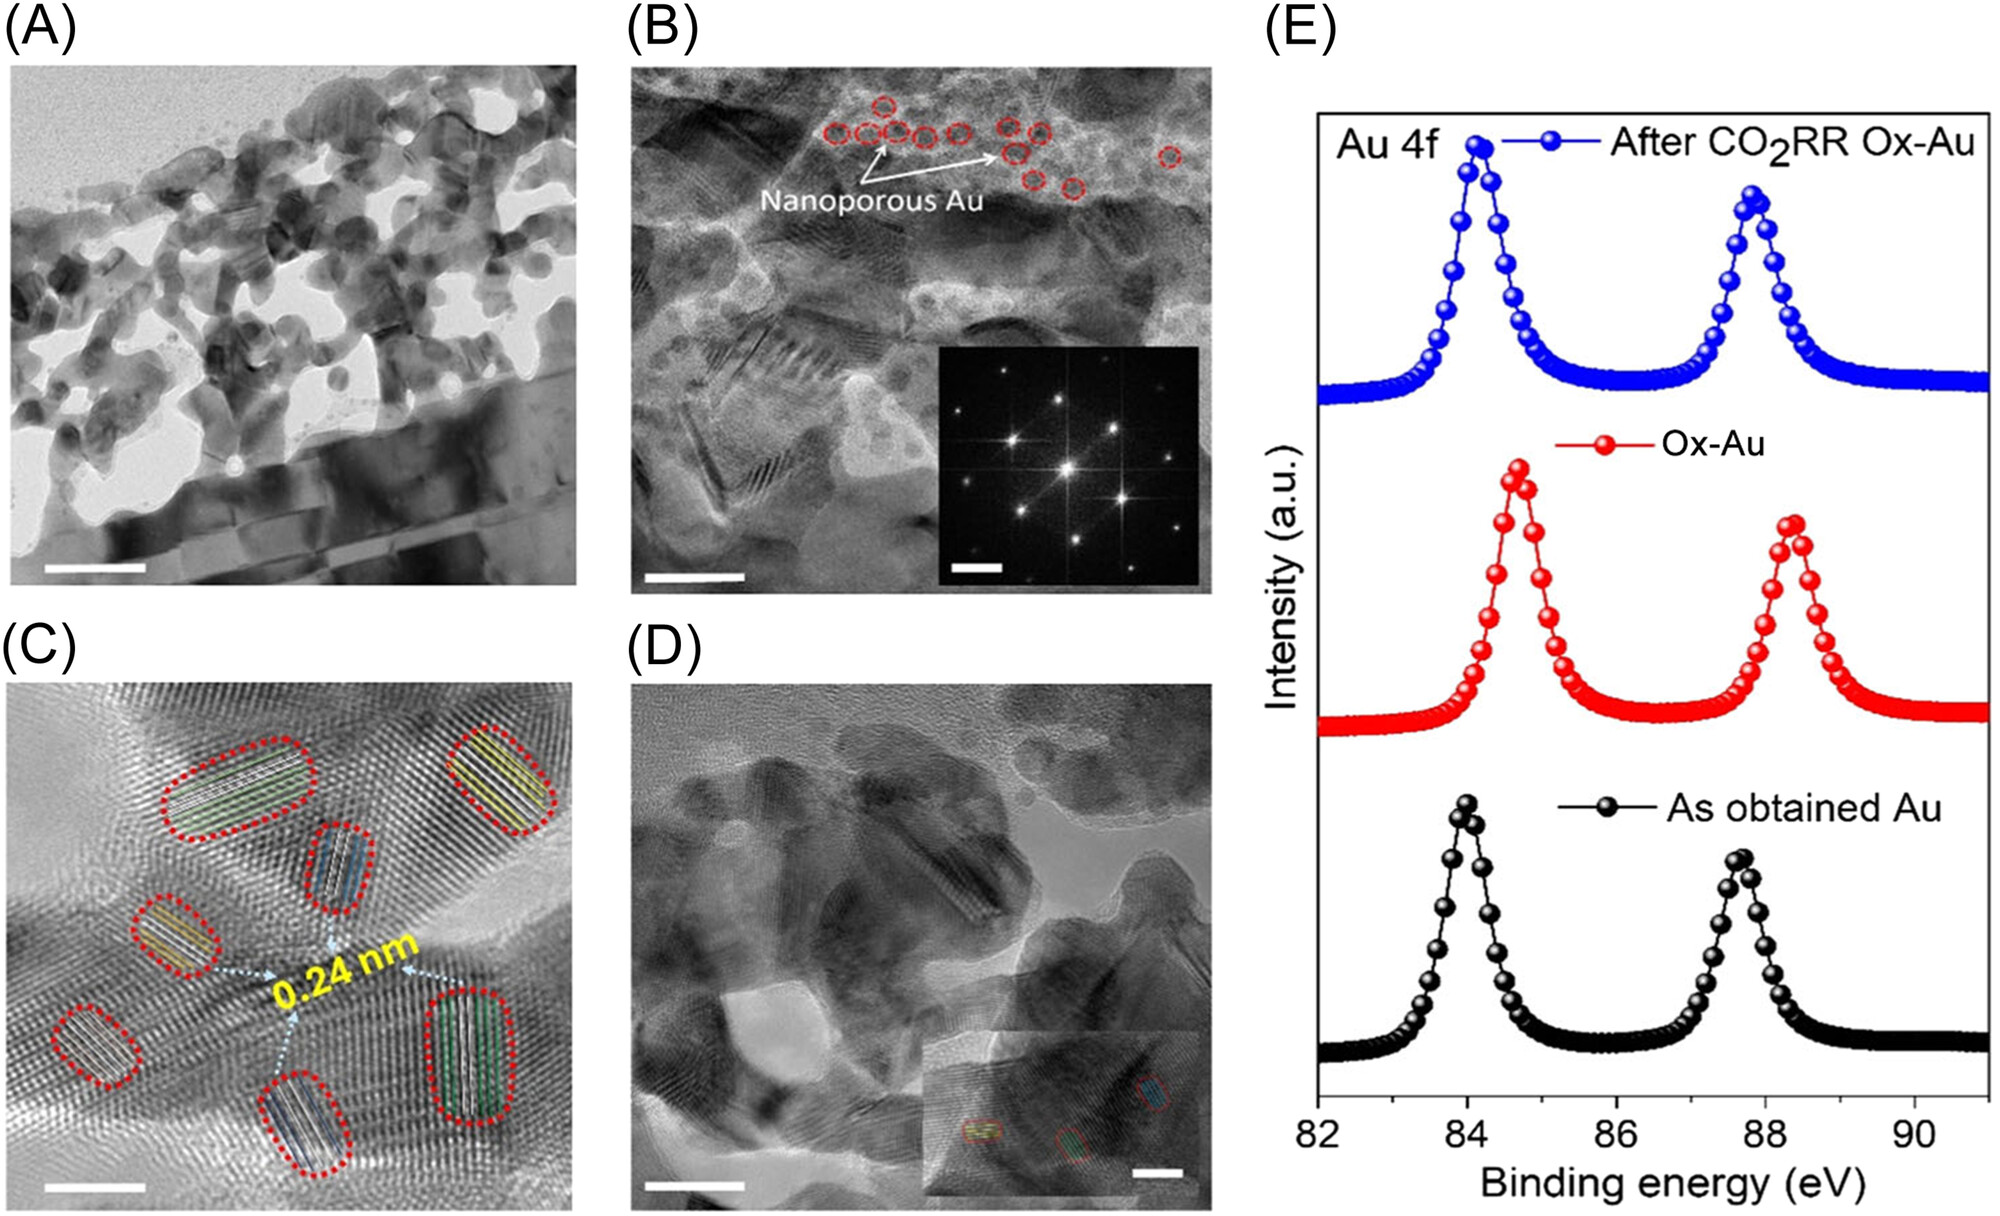 (A)
(B)
Nanoporous Au
(C)
0.24 nm
(D)
(E)
Au 4f
After CO₂RR Ox-Au
Ox-Au
As obtained Au
Intensity (a.u.)
82 84 86 88 90
Binding energy (eV)